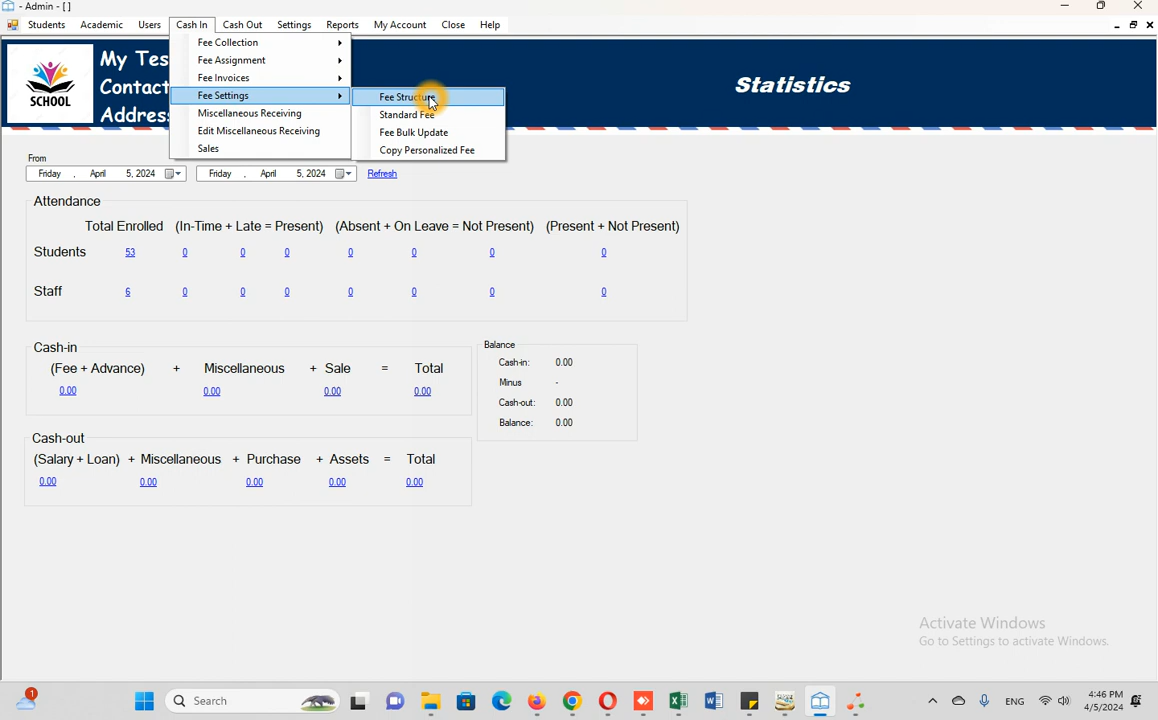 - Admin - [ ]
Students Academic Users Cash In Cash Out Settings Reports My Account Close Help
Fee Collection
Fee Assignment
Fee Invoices
Fee Settings
Miscellaneous Receiving
Edit Miscellaneous Receiving
Sales
Fee Structure
Standard Fee
Fee Bulk Update
Copy Personalized Fee
SCHOOL
My Tes
Contact
Address
Statistics
From
Friday , April 5, 2024 Friday , April 5, 2024 Refresh
Attendance
Total Enrolled (In-Time + Late = Present) (Absent + On Leave = Not Present) (Present + Not Present)
Students 53 0 0 0 0 0 0 0
Staff 6 0 0 0 0 0 0 0
Cash-in
(Fee + Advance) + Miscellaneous + Sale = Total
0.00 0.00 0.00 0.00
Balance
Cash-in: 0.00
Minus -
Cash-out: 0.00
Balance: 0.00
Cash-out
(Salary + Loan) + Miscellaneous + Purchase + Assets = Total
0.00 0.00 0.00 0.00 0.00
Activate Windows
Go to Settings to activate Windows.
1
Search
ENG
4:46 PM
4/5/2024